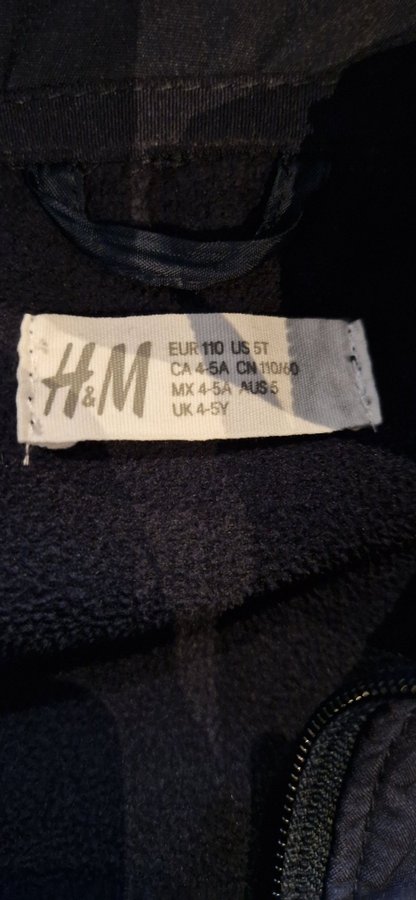 H&M
EUR 110 US 5T
CA 4-5A CN 110/60
MX 4-5A AUS 5
UK 4-5Y